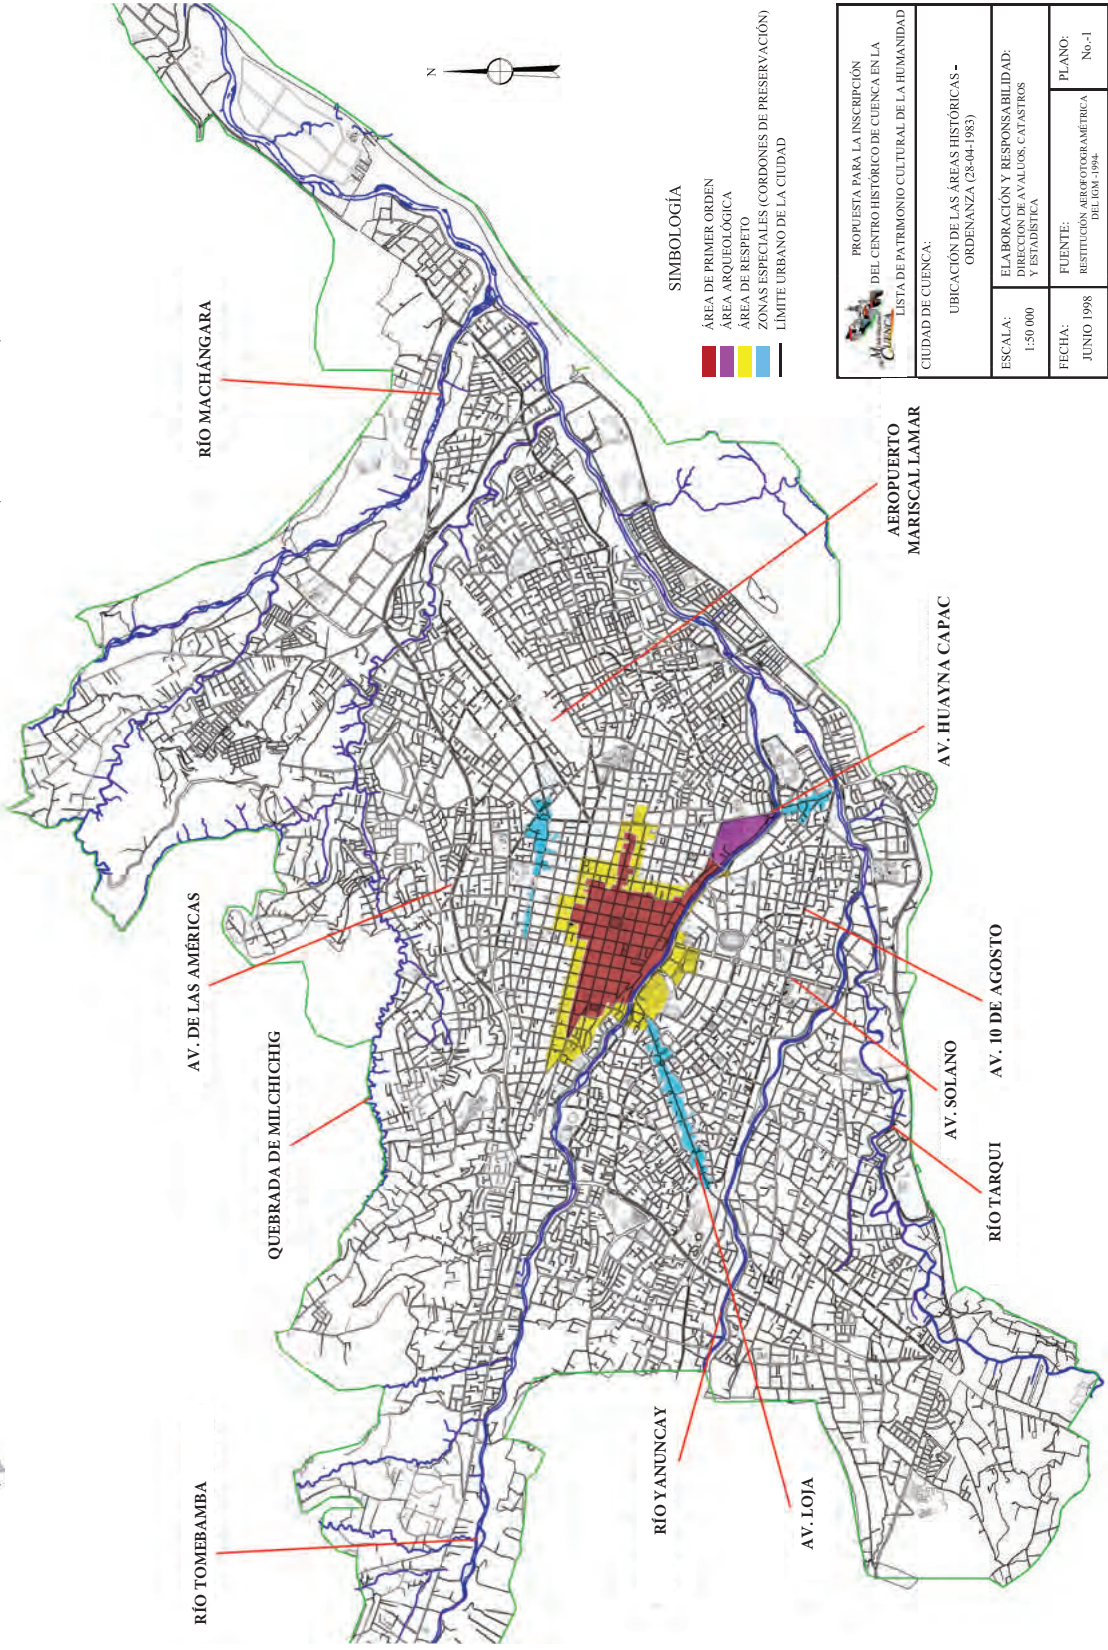 RÍO TOMEBAMBA
QUEBRADA DE MILCHICHIG
AV. DE LAS AMÉRICAS
RÍO MACHÁNGARA
N
RÍO YANUNCAY
AV. LOJA
RÍO TARQUI
AV. SOLANO
AV. 10 DE AGOSTO
AV. HUAYNA CAPAC
AEROPUERTO
MARISCAL LAMAR
SIMBOLOGÍA
ÁREA DE PRIMER ORDEN
ÁREA ARQUEOLÓGICA
ÁREA DE RESPETO
ZONAS ESPECIALES (CORDONES DE PRESERVACIÓN)
LÍMITE URBANO DE LA CIUDAD
CUENCA
PROPUESTA PARA LA INSCRIPCIÓN
DEL CENTRO HISTÓRICO DE CUENCA EN LA
LISTA DE PATRIMONIO CULTURAL DE LA HUMANIDAD
CIUDAD DE CUENCA:
UBICACIÓN DE LAS ÁREAS HISTÓRICAS -
ORDENANZA (28-04-1983)
ESCALA:
1:50 000
ELABORACIÓN Y RESPONSABILIDAD:
DIRECCION DE AVALUOS, CATASTROS
Y ESTADÍSTICA
FECHA:
JUNIO 1998
FUENTE:
RESTITUCIÓN AEROFOTOGRAMÉTRICA
DEL IGM -1994-
PLANO:
No.-1